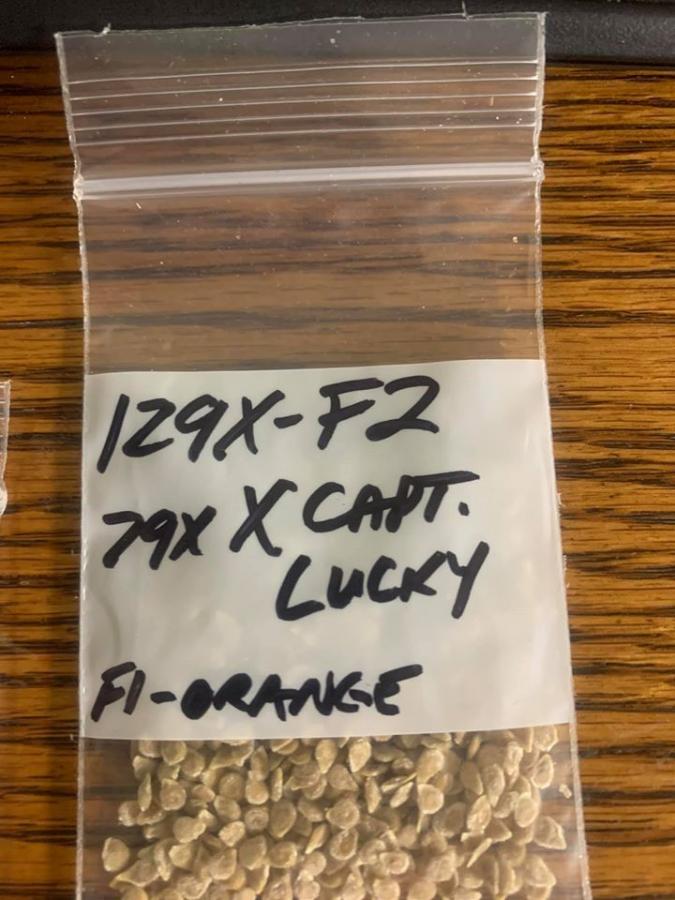 129X-F2
79X X CAPT.
LUCKY
F1-ORANGE